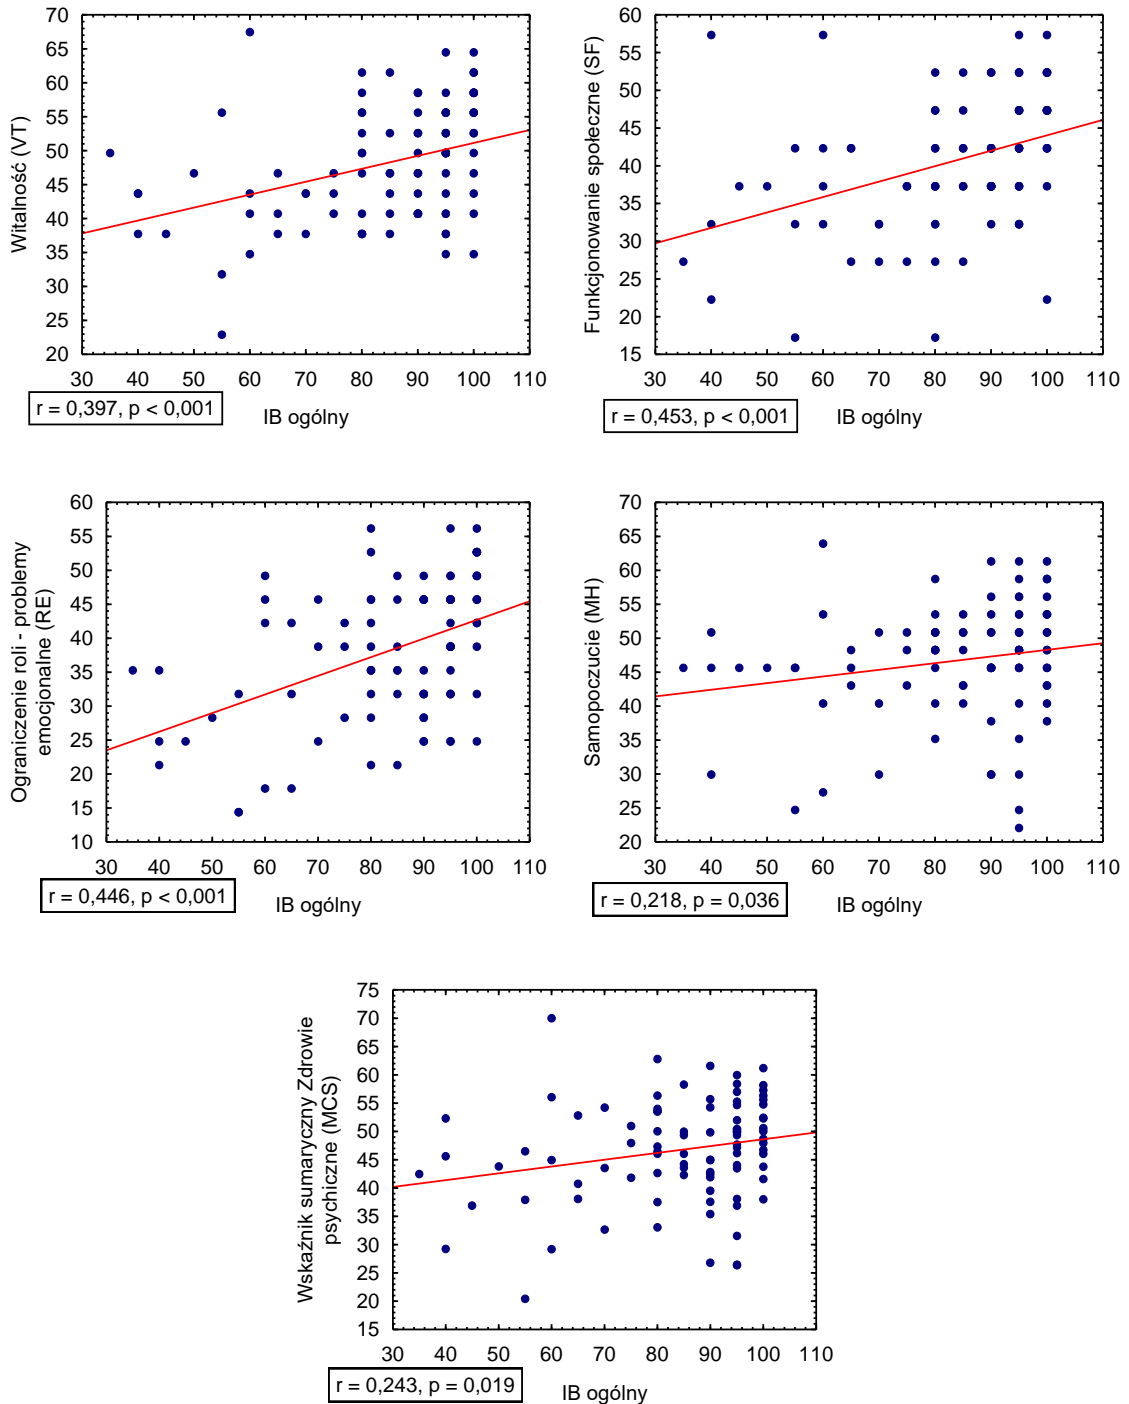 70
65
60
55
50
45
40
35
30
25
20
Witalność (VT)
30 40 50 60 70 80 90 100 110
r = 0,397, p < 0,001
IB ogólny
60
55
50
45
40
35
30
25
20
15
Funkcjonowanie społeczne (SF)
30 40 50 60 70 80 90 100 110
r = 0,453, p < 0,001
IB ogólny
60
55
50
45
40
35
30
25
20
15
10
Ograniczenie roli - problemy
emocjonalne (RE)
30 40 50 60 70 80 90 100 110
r = 0,446, p < 0,001
IB ogólny
70
65
60
55
50
45
40
35
30
25
20
Samopoczucie (MH)
30 40 50 60 70 80 90 100 110
r = 0,218, p = 0,036
IB ogólny
75
70
65
60
55
50
45
40
35
30
25
20
15
Wskaźnik sumaryczny Zdrowie
psychiczne (MCS)
30 40 50 60 70 80 90 100 110
r = 0,243, p = 0,019
IB ogólny